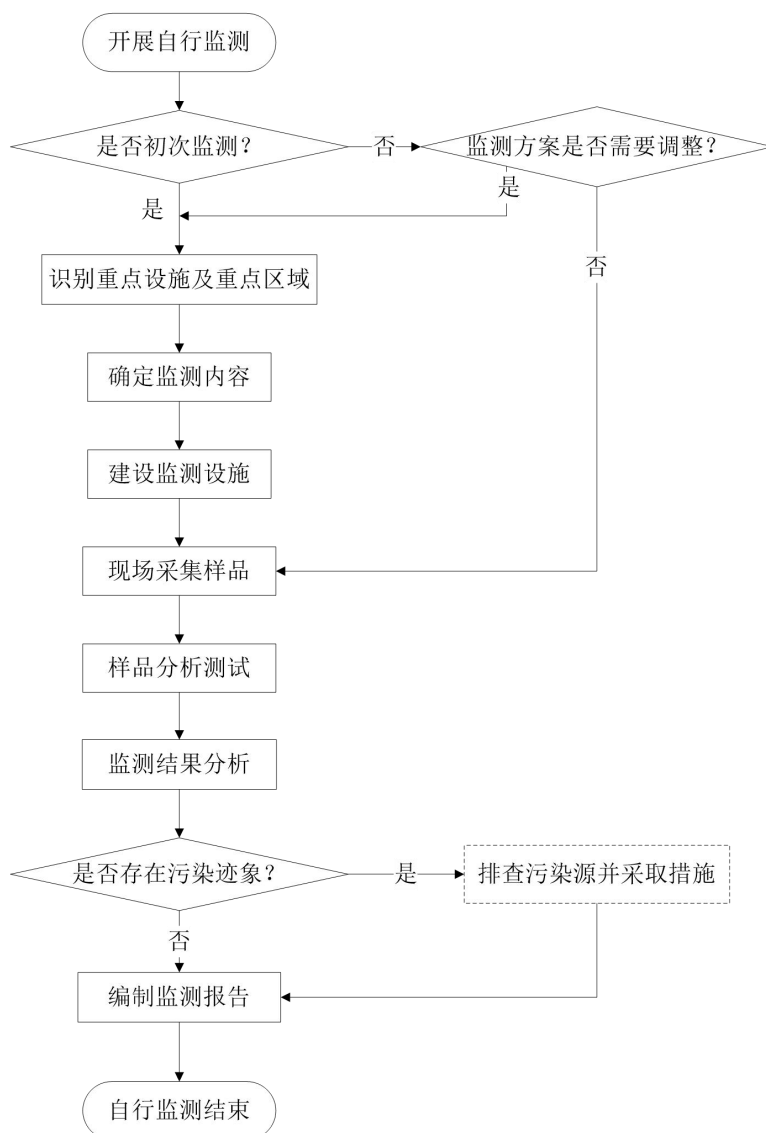 开展自行监测
是否初次监测？
否
监测方案是否需要调整？
是
是
否
识别重点设施及重点区域
确定监测内容
建设监测设施
现场采集样品
样品分析测试
监测结果分析
是否存在污染迹象？
是
排查污染源并采取措施
否
编制监测报告
自行监测结束